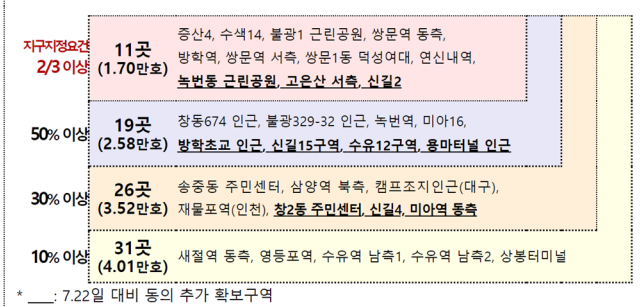 지구지정요건
2/3 이상
11곳
(1.70만호)
증산4, 수색14, 불광1 근린공원, 쌍문역 동측,
방학역, 쌍문역 서측, 쌍문1동 덕성여대, 연신내역,
녹번동 근린공원, 고은산 서측, 신길2
50% 이상
19곳
(2.58만호)
창동674 인근, 불광329-32 인근, 녹번역, 미아16,
방학초교 인근, 신길15구역, 수유12구역, 용마터널 인근
30% 이상
26곳
(3.52만호)
송중동 주민센터, 삼양역 북측, 캠프조지인근(대구),
재물포역(인천), 창2동 주민센터, 신길4, 미아역 동측
10% 이상
31곳
(4.01만호)
새절역 동측, 영등포역, 수유역 남측1, 수유역 남측2, 상봉터미널
* ___: 7.22일 대비 동의 추가 확보구역